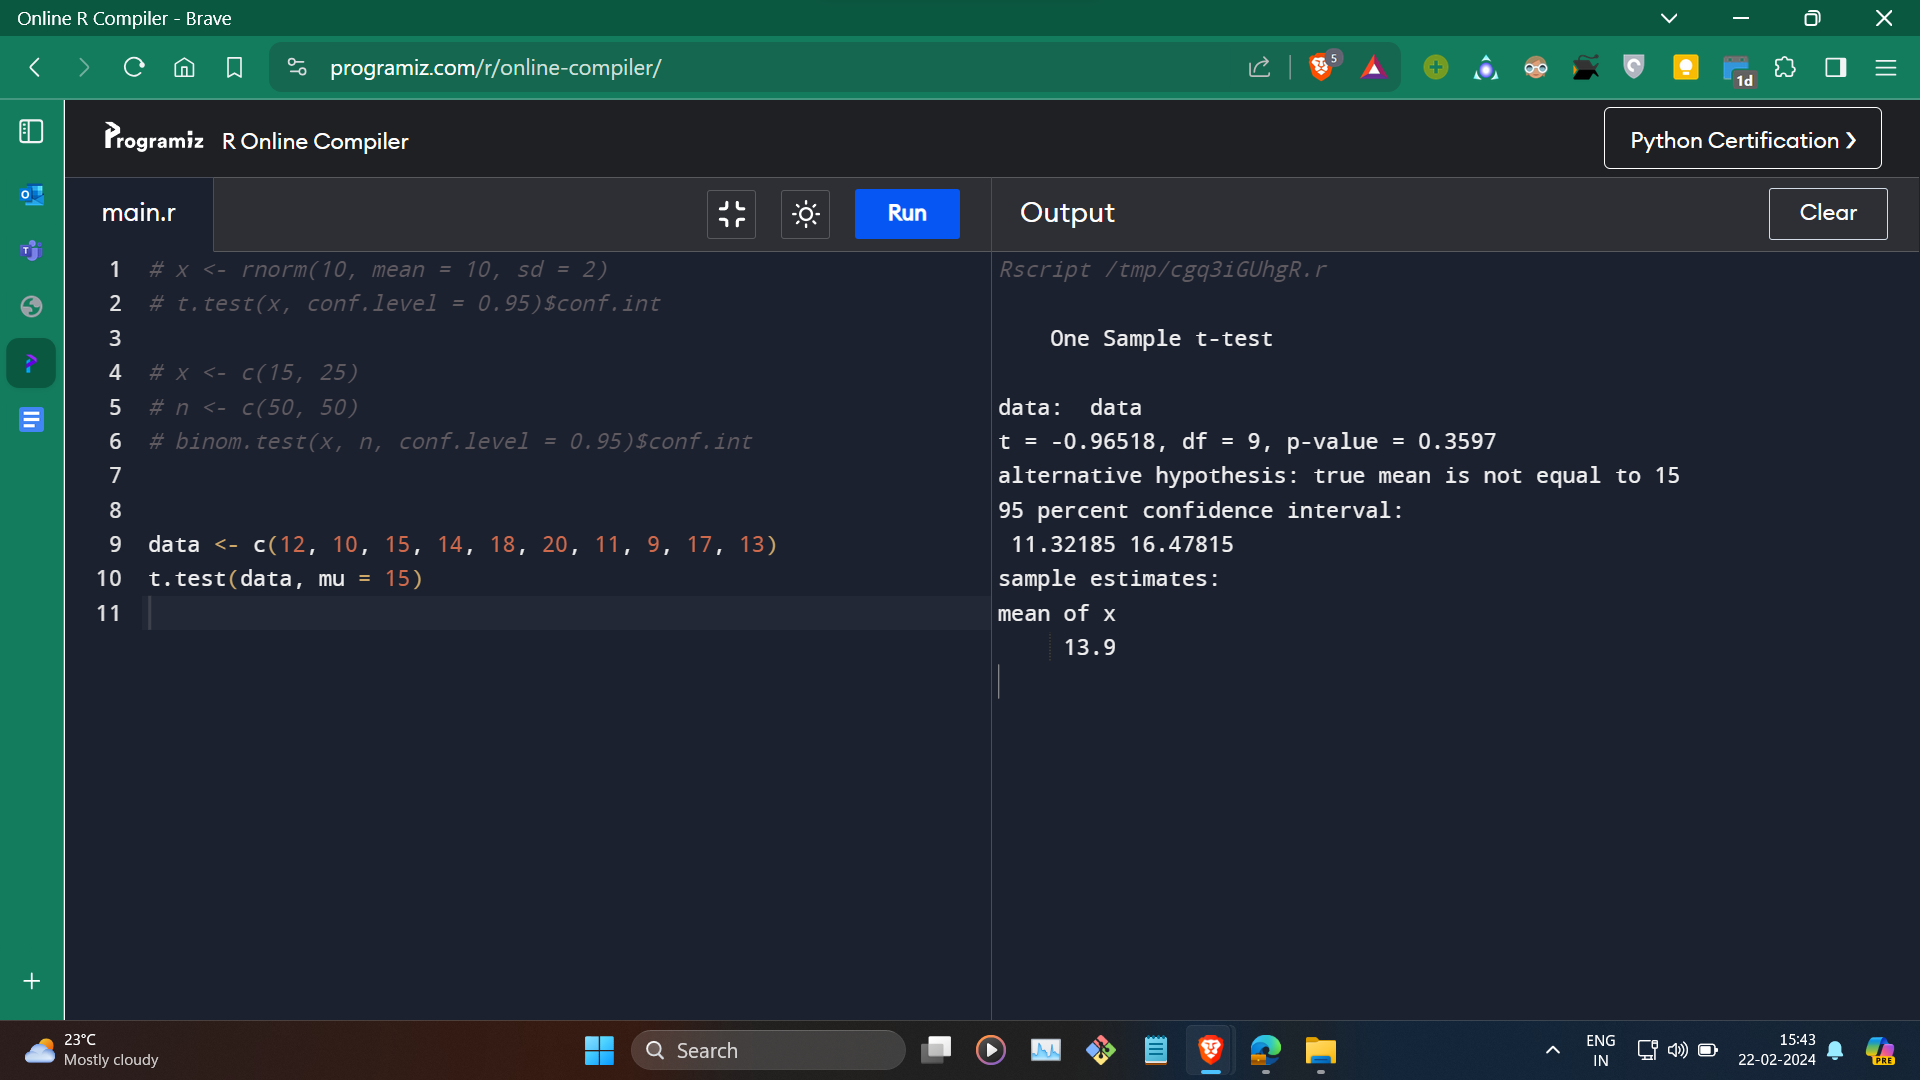 Online R Compiler - Brave
programiz.com/r/online-compiler/
5
1d
Programiz R Online Compiler
Python Certification ❯
main.r
Run
Output
Clear
1 # x <- rnorm(10, mean = 10, sd = 2)
2 # t.test(x, conf.level = 0.95)$conf.int
3
4 # x <- c(15, 25)
5 # n <- c(50, 50)
6 # binom.test(x, n, conf.level = 0.95)$conf.int
7
8
9 data <- c(12, 10, 15, 14, 18, 20, 11, 9, 17, 13)
10 t.test(data, mu = 15)
11
Rscript /tmp/cgq3iGUhgR.r
One Sample t-test
data:  data
t = -0.96518, df = 9, p-value = 0.3597
alternative hypothesis: true mean is not equal to 15
95 percent confidence interval:
11.32185 16.47815
sample estimates:
mean of x
13.9
23°C
Mostly cloudy
Search
ENG
IN
15:43
22-02-2024
PRE